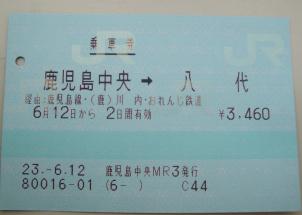 乗車券
鹿児島中央 → 八代
経由:鹿児島線・(鹿)川内・おれんじ鉄道
6月12日から 2日間有効 ¥3,460
23.-6.12 鹿児島中央MR3発行
80016-01 (6-) C44